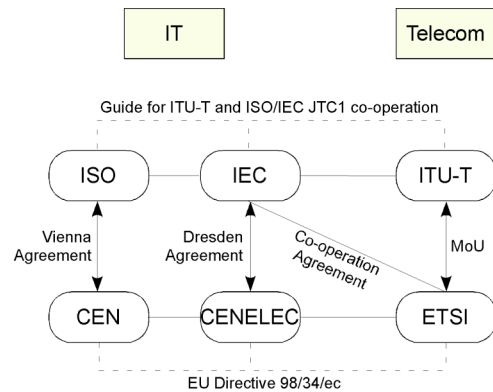 IT
Telecom
Guide for ITU-T and ISO/IEC JTC1 co-operation
ISO
IEC
ITU-T
Vienna
Agreement
Dresden
Agreement
Co-operation
Agreement
MoU
CEN
CENELEC
ETSI
EU Directive 98/34/ec